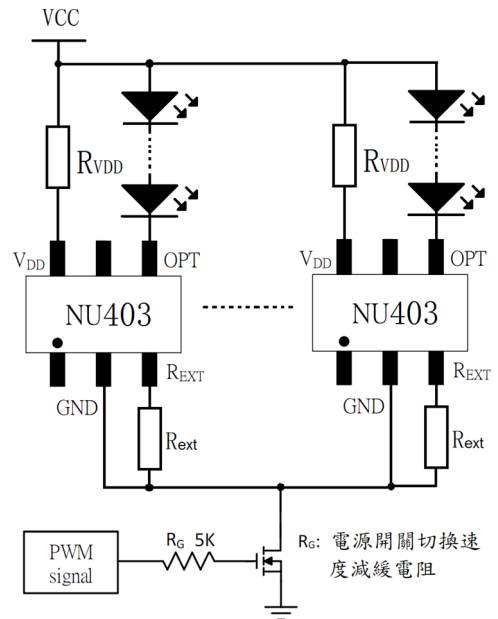 VCC
RVDD
RVDD
VDD
OPT
VDD
OPT
NU403
NU403
REXT
REXT
GND
GND
Rext
Rext
PWM
signal
RG 5K
RG: 電源開關切換速
度減緩電阻